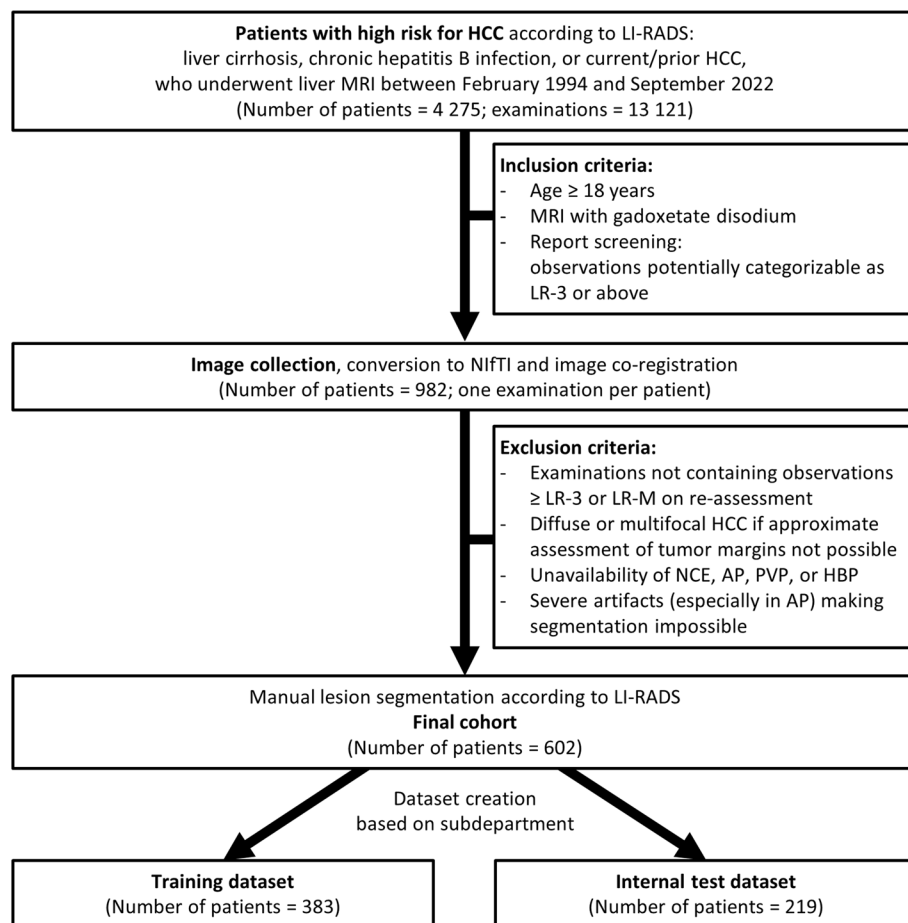 Patients with high risk for HCC according to LI-RADS:
liver cirrhosis, chronic hepatitis B infection, or current/prior HCC,
who underwent liver MRI between February 1994 and September 2022
(Number of patients = 4 275; examinations = 13 121)
Inclusion criteria:
- Age ≥ 18 years
- MRI with gadoxetate disodium
- Report screening:
observations potentially categorizable as
LR-3 or above
Image collection, conversion to NIfTI and image co-registration
(Number of patients = 982; one examination per patient)
Exclusion criteria:
- Examinations not containing observations
≥ LR-3 or LR-M on re-assessment
- Diffuse or multifocal HCC if approximate
assessment of tumor margins not possible
- Unavailability of NCE, AP, PVP, or HBP
- Severe artifacts (especially in AP) making
segmentation impossible
Manual lesion segmentation according to LI-RADS
Final cohort
(Number of patients = 602)
Dataset creation
based on subdepartment
Training dataset
(Number of patients = 383)
Internal test dataset
(Number of patients = 219)